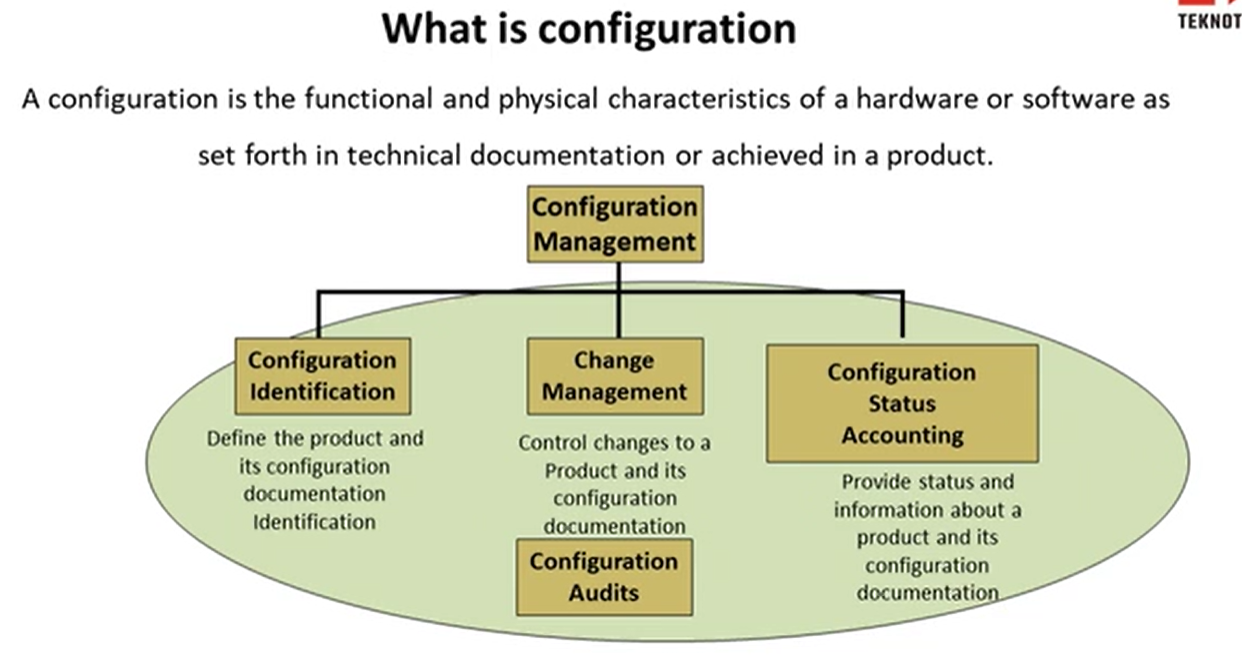 What is configuration
TEKNOT
A configuration is the functional and physical characteristics of a hardware or software as
set forth in technical documentation or achieved in a product.
Configuration
Management
Configuration
Identification
Define the product and
its configuration
documentation
Identification
Change
Management
Control changes to a
Product and its
configuration
documentation
Configuration
Audits
Configuration
Status
Accounting
Provide status and
information about a
product and its
configuration
documentation